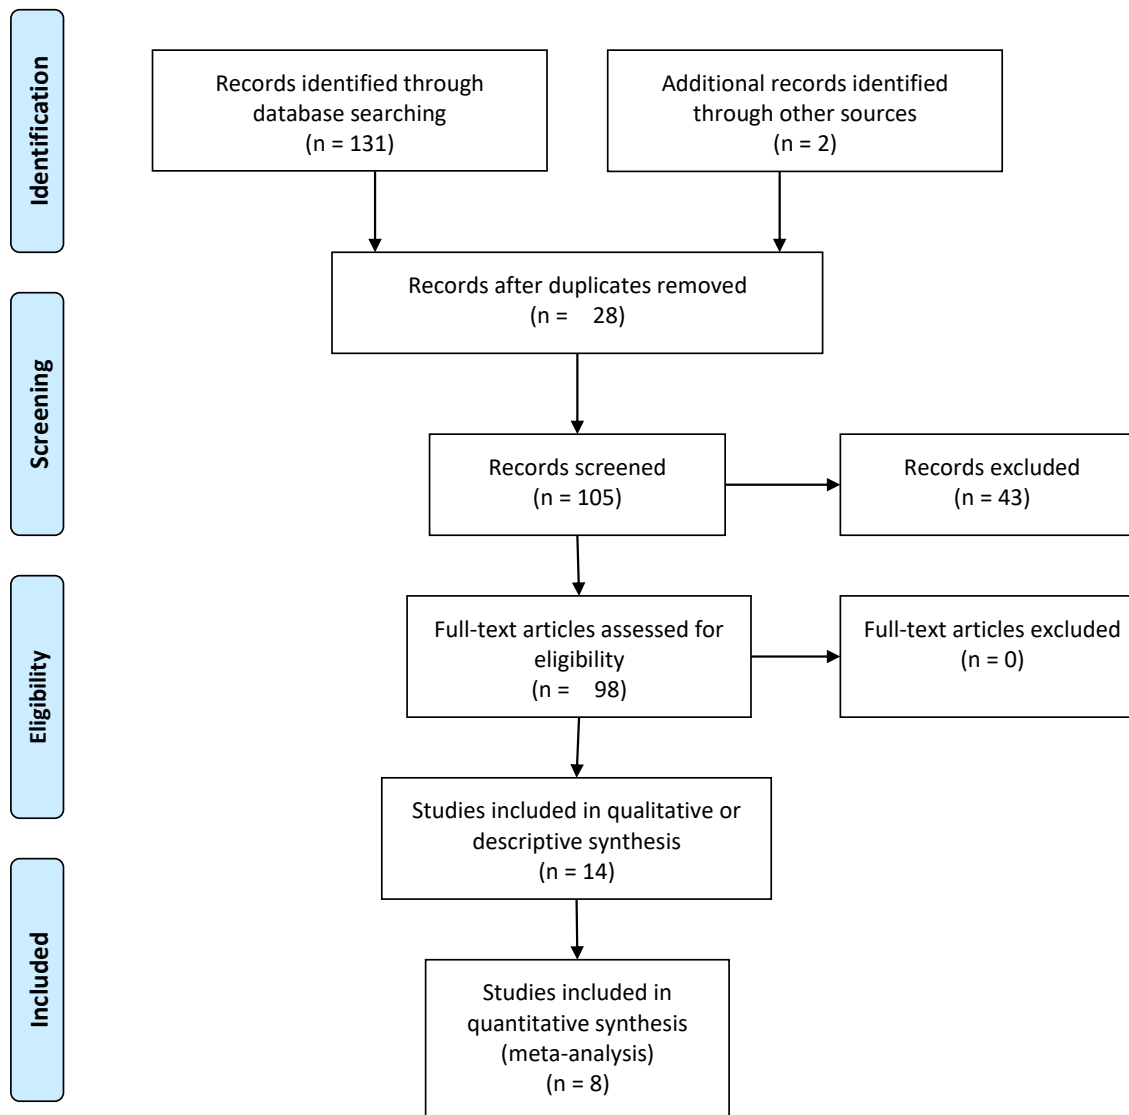 Identification
Records identified through
database searching
(n = 131)
Additional records identified
through other sources
(n = 2)
Records after duplicates removed
(n =    28)
Screening
Records screened
(n = 105)
Records excluded
(n = 43)
Eligibility
Full-text articles assessed for
eligibility
(n =    98)
Full-text articles excluded
(n = 0)
Studies included in qualitative or
descriptive synthesis
(n = 14)
Included
Studies included in
quantitative synthesis
(meta-analysis)
(n = 8)